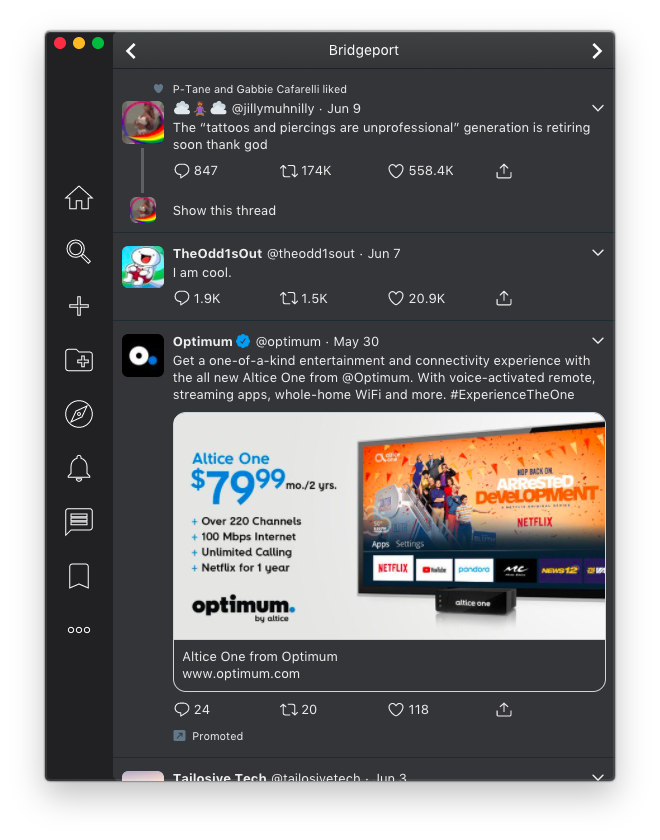 Bridgeport
P-Tane and Gabbie Cafarelli liked
@jillymuhnilly · Jun 9
The “tattoos and piercings are unprofessional” generation is retiring
soon thank god
847 174K 558.4K
Show this thread
TheOdd1sOut @theodd1sout · Jun 7
I am cool.
1.9K 1.5K 20.9K
Optimum @optimum · May 30
Get a one-of-a-kind entertainment and connectivity experience with
the all new Altice One from @Optimum. With voice-activated remote,
streaming apps, whole-home WiFi and more. #ExperienceTheOne
Altice One
$79.99 mo./2 yrs.
+ Over 220 Channels
+ 100 Mbps Internet
+ Unlimited Calling
+ Netflix for 1 year
optimum.
by altice
HOP BACK ON.
ARRESTED
DEVELOPMENT
A NETFLIX ORIGINAL SERIES
NETFLIX
Apps Settings
NETFLIX YouTube pandora MC NEWS12
altice one
Altice One from Optimum
www.optimum.com
24 20 118
Promoted
Tailosive Tech @tailosivetech · Jun 3